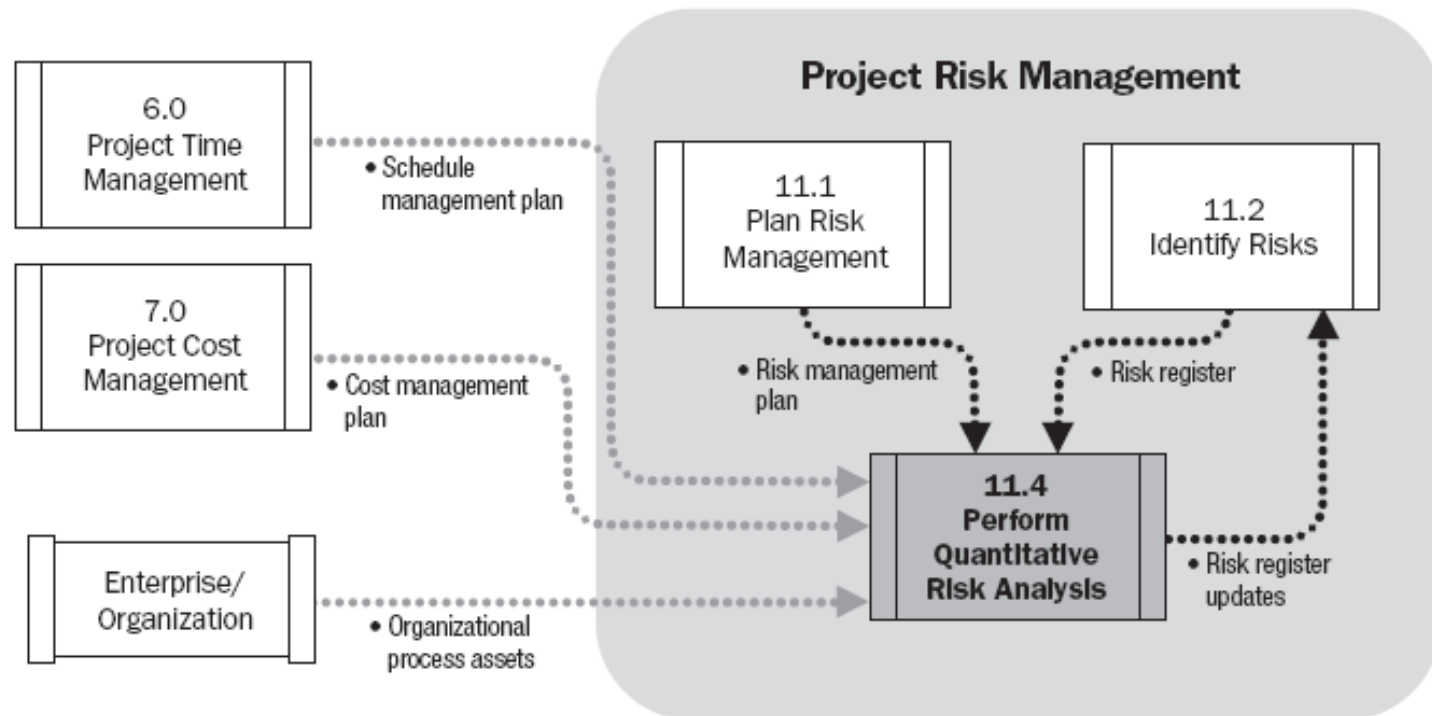 Project Risk Management
6.0
Project Time
Management
• Schedule
management plan
11.1
Plan Risk
Management
11.2
Identify Risks
7.0
Project Cost
Management
• Cost management
plan
• Risk management
plan
• Risk register
11.4
Perform
Quantitative
Risk Analysis
• Risk register
updates
Enterprise/
Organization
• Organizational
process assets